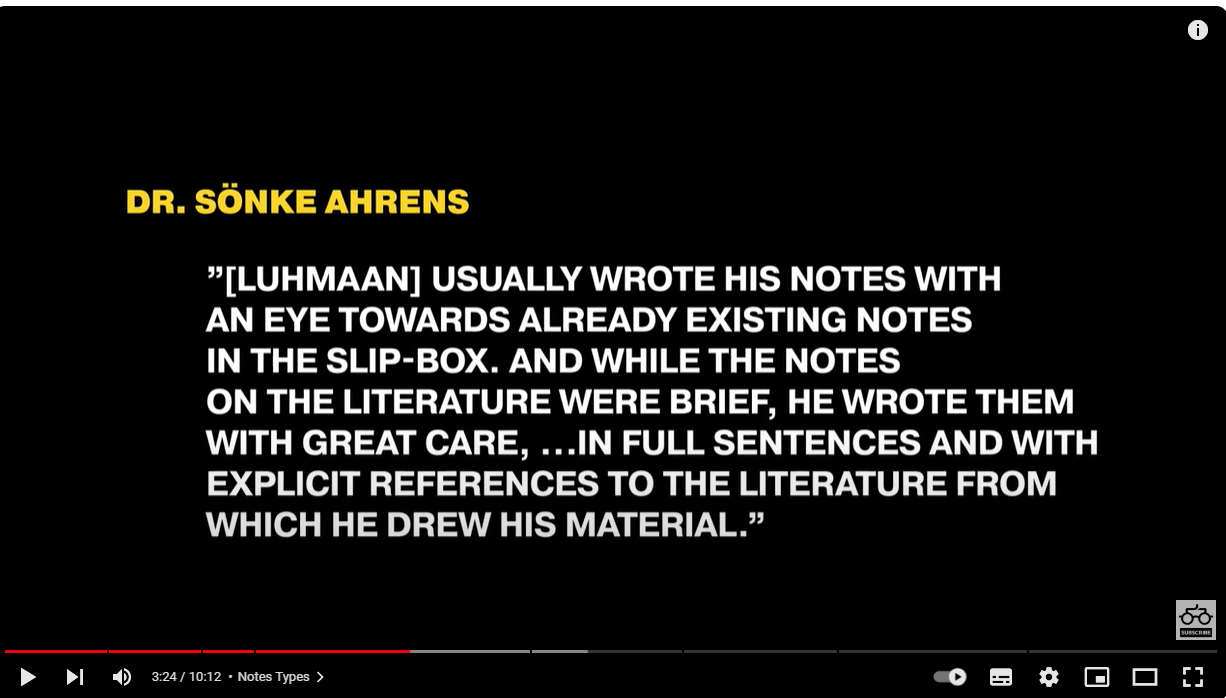 DR. SÖNKE AHRENS
”[LUHMAAN] USUALLY WROTE HIS NOTES WITH
AN EYE TOWARDS ALREADY EXISTING NOTES
IN THE SLIP-BOX. AND WHILE THE NOTES
ON THE LITERATURE WERE BRIEF, HE WROTE THEM
WITH GREAT CARE, ...IN FULL SENTENCES AND WITH
EXPLICIT REFERENCES TO THE LITERATURE FROM
WHICH HE DREW HIS MATERIAL.”
SUBSCRIBE
3:24 / 10:12 • Notes Types >